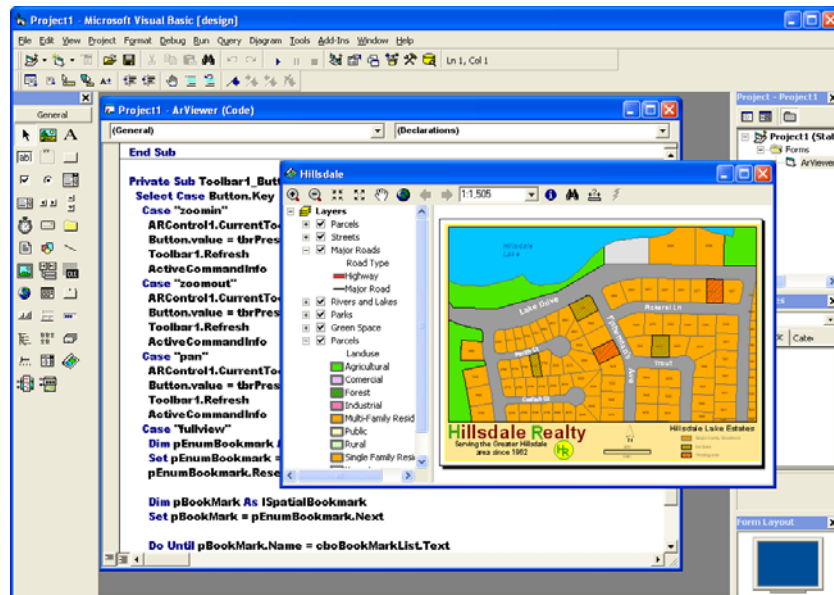 Project1 - Microsoft Visual Basic [design]
File Edit View Project Format Debug Run Query Diagram Tools Add-Ins Window Help
Ln 1, Col 1
General
Project1 - ArViewer (Code)
(General)
(Declarations)
End Sub
Private Sub Toolbar1_Butt
Select Case Button.Key
Case "zoomin"
ARControl1.CurrentToo
Button.value = tbrPres
Toolbar1.Refresh
ActiveCommandInfo
Case "zoomout"
ARControl1.CurrentToo
Button.value = tbrPres
Toolbar1.Refresh
ActiveCommandInfo
Case "pan"
ARControl1.CurrentToo
Button.value = tbrPres
Toolbar1.Refresh
ActiveCommandInfo
Case "fullview"
Dim pEnumBookmark
Set pEnumBookmark =
pEnumBookmark.Rese
Dim pBookMark As ISpatialBookmark
Set pBookMark = pEnumBookmark.Next
Do Until pBookMark.Name = cboBookMarkList.Text
Hillsdale
1:1,505
Layers
Parcels
Streets
Major Roads
Road Type
Highway
Major Road
Rivers and Lakes
Parks
Green Space
Parcels
Landuse
Agricultural
Comercial
Forest
Industrial
Multi-Family Resid
Public
Rural
Single Family Resi
Hillsdale
Lake
Lake Drive
Fisherman's
Ave
Trout
Hillsdale Realty
Serving the Greater Hillsdale
area since 1962
HR
Hillsdale Lake Estates
Project - Project1
Project1 (Stat
Forms
ArViewer
Cate
Form Layout